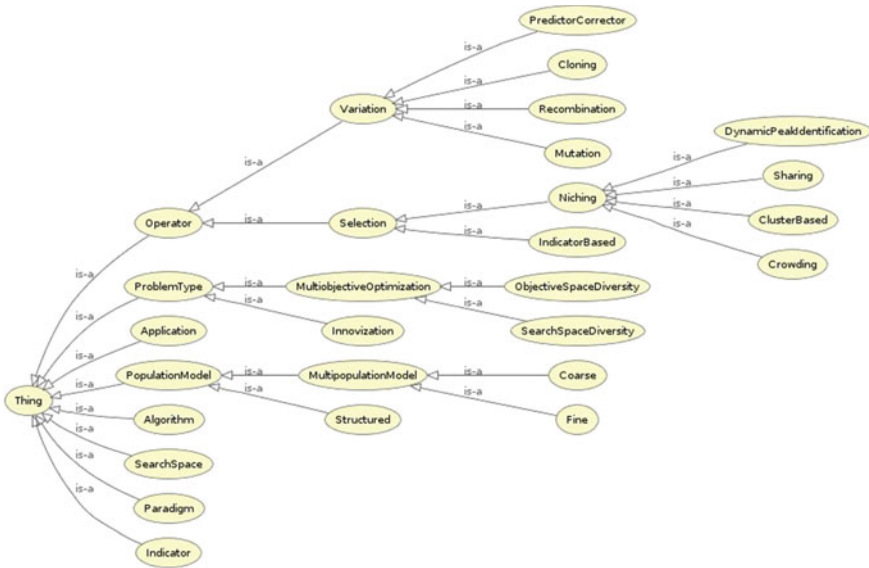 PredictorCorrector
is-a
Cloning
is-a
Variation
is-a
Recombination
is-a
Mutation
DynamicPeakIdentification
is-a
is-a
Sharing
is-a
Niching
is-a
is-a
ClusterBased
Operator
is-a
Selection
is-a
IndicatorBased
is-a
Crowding
is-a
ProblemType
is-a
MultiobjectiveOptimization
is-a
ObjectiveSpaceDiversity
is-a
is-a
is-a
Application
Innovization
SearchSpaceDiversity
is-a
PopulationModel
is-a
MultipopulationModel
is-a
Coarse
is-a
is-a
is-a
Thing
is-a
Algorithm
Structured
Fine
is-a
SearchSpace
is-a
Paradigm
is-a
Indicator